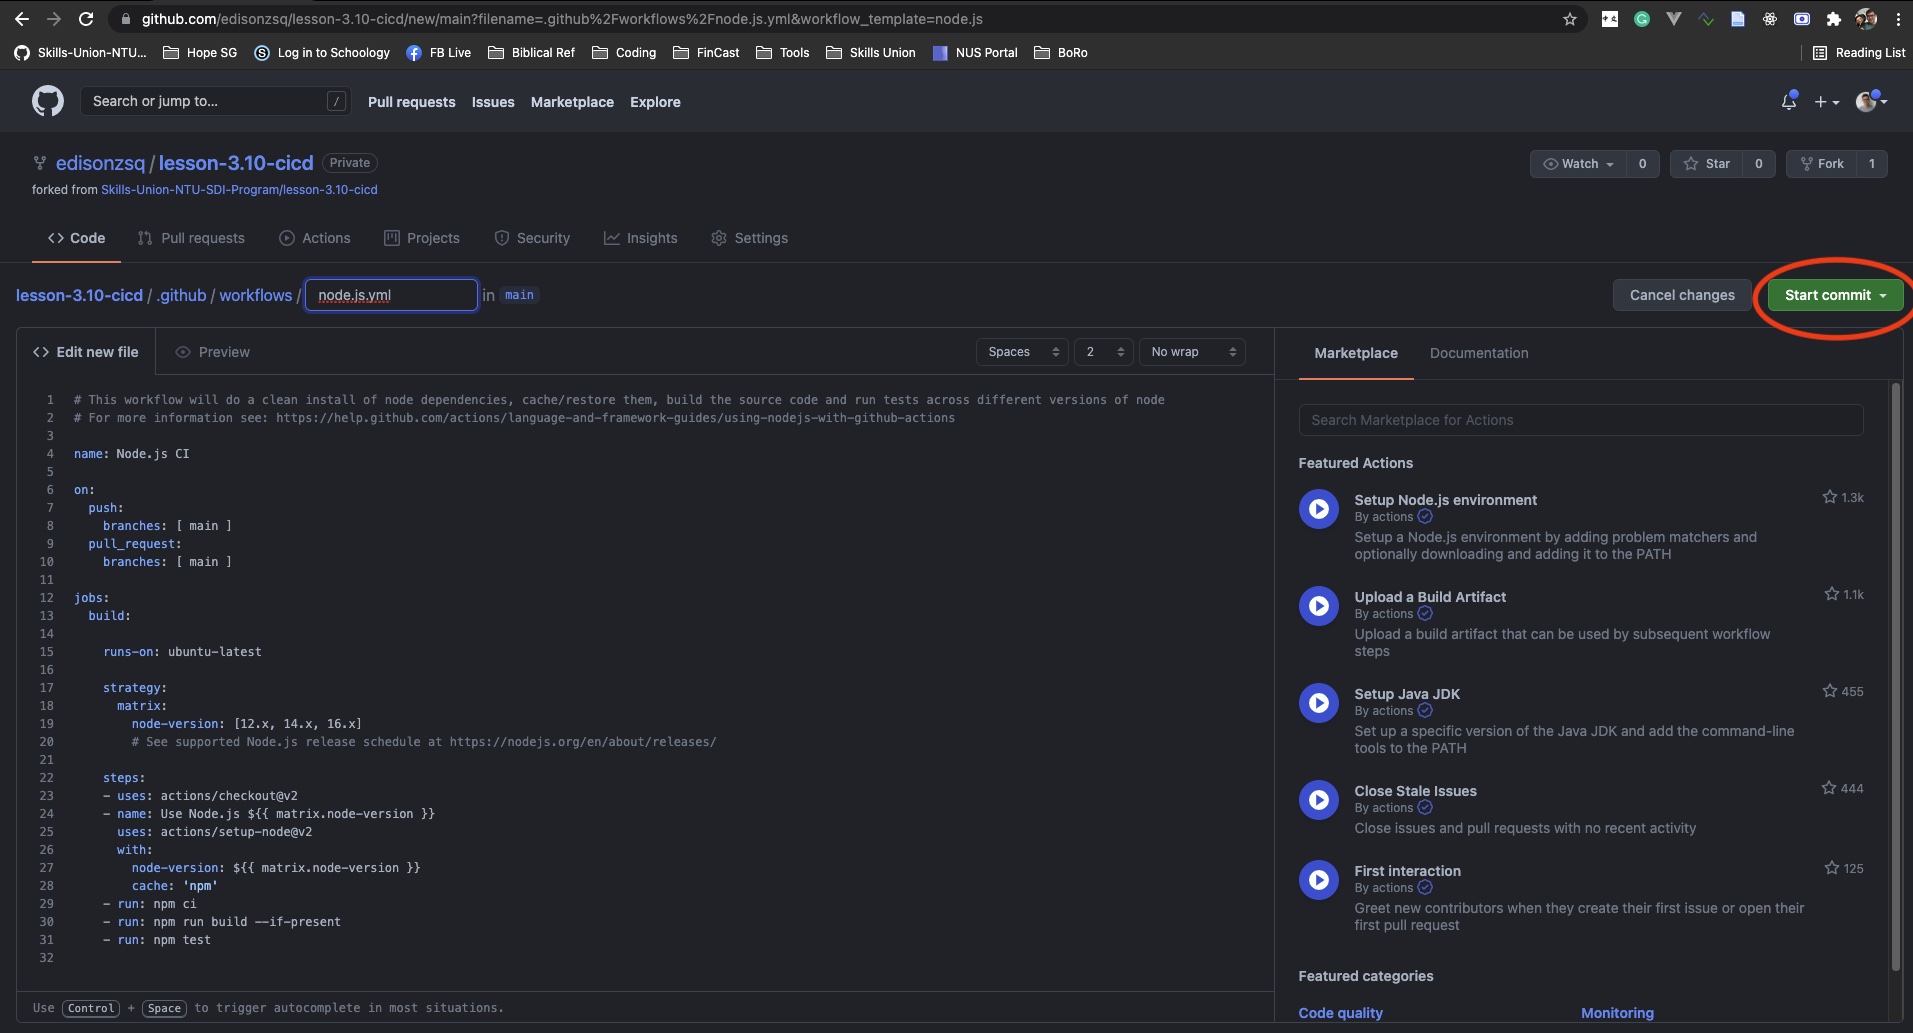 github.com/edisonzsq/lesson-3.10-cicd/new/main?filename=.github%2Fworkflows%2Fnode.js.yml&workflow_template=node.js
Skills-Union-NTU... Hope SG Log in to Schoology FB Live Biblical Ref Coding FinCast Tools Skills Union NUS Portal BoRo Reading List
Search or jump to... / Pull requests Issues Marketplace Explore
edisonzsq / lesson-3.10-cicd Private Watch 0 Star 0 Fork 1
forked from Skills-Union-NTU-SDI-Program/lesson-3.10-cicd
Code Pull requests Actions Projects Security Insights Settings
lesson-3.10-cicd / .github / workflows / node.js.yml in main Cancel changes Start commit
<> Edit new file Preview Spaces 2 No wrap
1 # This workflow will do a clean install of node dependencies, cache/restore them, build the source code and run tests across different versions of node
2 # For more information see: https://help.github.com/actions/language-and-framework-guides/using-nodejs-with-github-actions
3
4 name: Node.js CI
5
6 on:
7 push:
8 branches: [ main ]
9 pull_request:
10 branches: [ main ]
11
12 jobs:
13 build:
14
15 runs-on: ubuntu-latest
16
17 strategy:
18 matrix:
19 node-version: [12.x, 14.x, 16.x]
20 # See supported Node.js release schedule at https://nodejs.org/en/about/releases/
21
22 steps:
23 - uses: actions/checkout@v2
24 - name: Use Node.js ${{ matrix.node-version }}
25 uses: actions/setup-node@v2
26 with:
27 node-version: ${{ matrix.node-version }}
28 cache: 'npm'
29 - run: npm ci
30 - run: npm run build --if-present
31 - run: npm test
32
Use Control + Space to trigger autocomplete in most situations.
Marketplace Documentation
Search Marketplace for Actions
Featured Actions
Setup Node.js environment 1.3k
By actions
Setup a Node.js environment by adding problem matchers and
optionally downloading and adding it to the PATH
Upload a Build Artifact 1.1k
By actions
Upload a build artifact that can be used by subsequent workflow
steps
Setup Java JDK 455
By actions
Set up a specific version of the Java JDK and add the command-line
tools to the PATH
Close Stale Issues 444
By actions
Close issues and pull requests with no recent activity
First interaction 125
By actions
Greet new contributors when they create their first issue or open their
first pull request
Featured categories
Code quality Monitoring